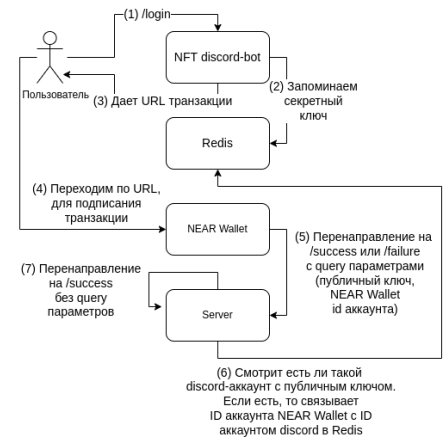 (1) /login
NFT discord-bot
Пользователь
(2) Запоминаем
секретный
ключ
(3) Дает URL транзакции
Redis
(4) Переходим по URL,
для подписания
транзакции
NEAR Wallet
(5) Перенаправление на
/success или /failure
с query параметрами
(публичный ключ,
NEAR Wallet
id аккаунта)
(7) Перенаправление
на /success
без query
параметров
Server
(6) Смотрит есть ли такой
discord-аккаунт с публичным ключом.
Если есть, то связывает
ID аккаунта NEAR Wallet с ID
аккаунтом discord в Redis